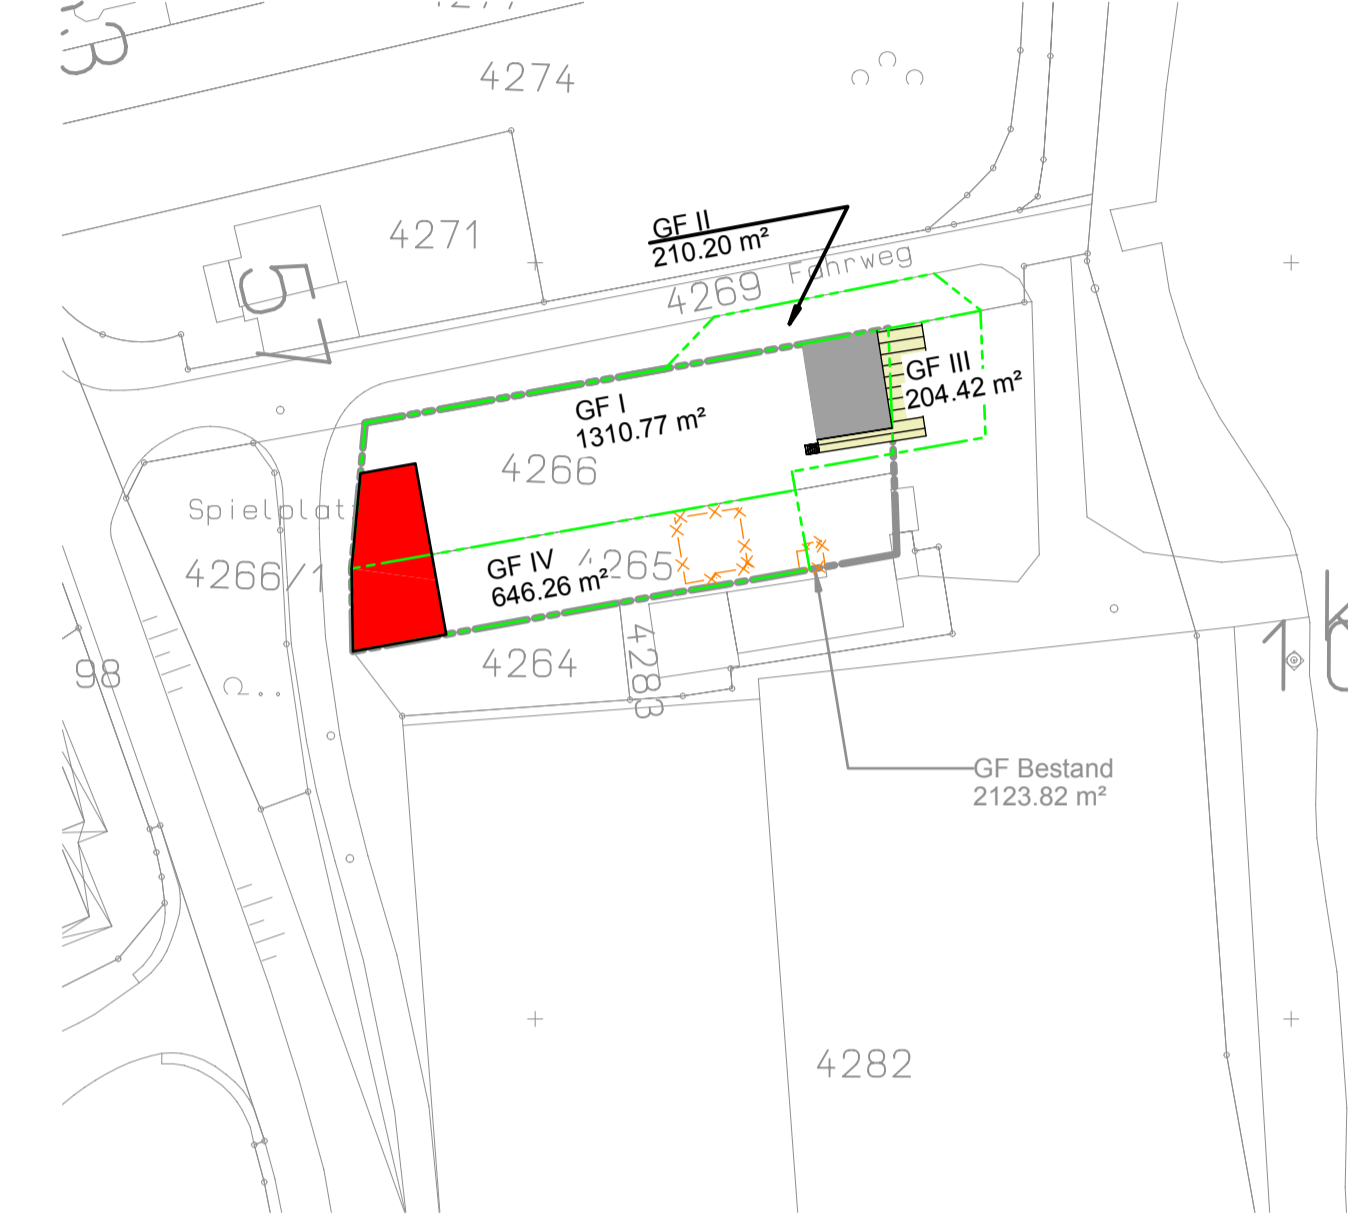 4274
4271
57
GF II
210.20 m²
4269 Fahrweg
GF III
204.42 m²
GF I
1310.77 m²
4266
Spielplat
4266/1
GF IV
646.26 m²
4265
4264
4283
98
GF Bestand
2123.82 m²
4282